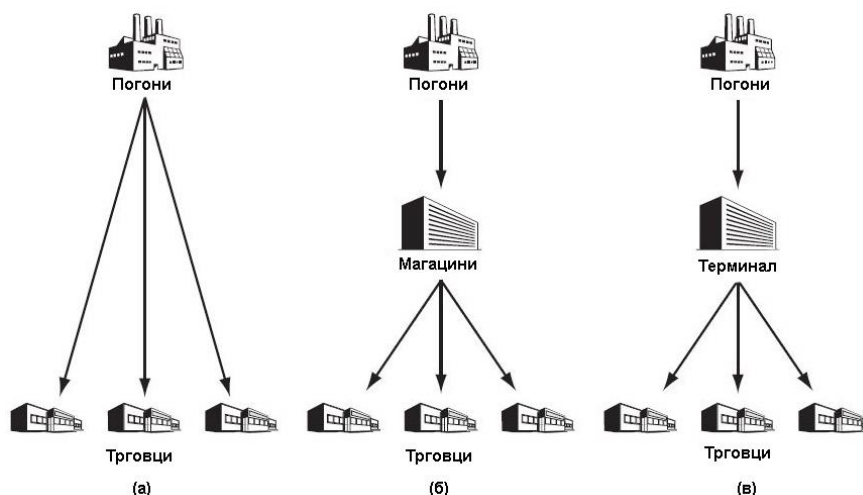 Погони
Погони
Погони
Магацини
Терминал
Трговци
Трговци
Трговци
(а)
(б)
(в)